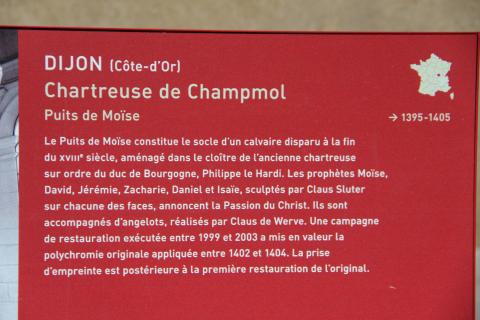 DIJON (Côte-d'Or)
Chartreuse de Champmol
Puits de Moïse
→ 1395-1405
Le Puits de Moïse constitue le socle d'un calvaire disparu à la fin
du XVIIIe siècle, aménagé dans le cloître de l'ancienne chartreuse
sur ordre du duc de Bourgogne, Philippe le Hardi. Les prophètes Moïse,
David, Jérémie, Zacharie, Daniel et Isaïe, sculptés par Claus Sluter
sur chacune des faces, annoncent la Passion du Christ. Ils sont
accompagnés d'angelots, réalisés par Claus de Werve. Une campagne
de restauration exécutée entre 1999 et 2003 a mis en valeur la
polychromie originale appliquée entre 1402 et 1404. La prise
d'empreinte est postérieure à la première restauration de l'original.